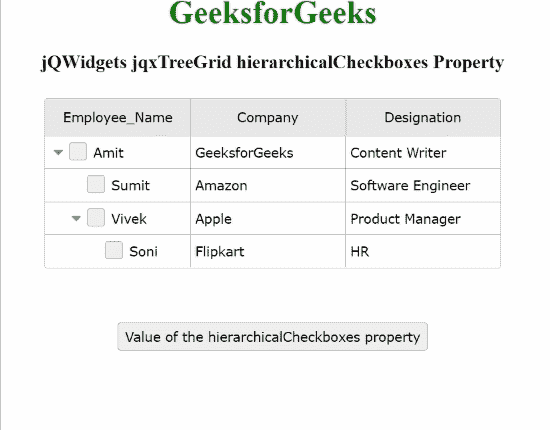 GeeksforGeeks
jQWidgets jqxTreeGrid hierarchicalCheckboxes Property
Employee_Name Company Designation
Amit GeeksforGeeks Content Writer
Sumit Amazon Software Engineer
Vivek Apple Product Manager
Soni Flipkart HR
Value of the hierarchicalCheckboxes property